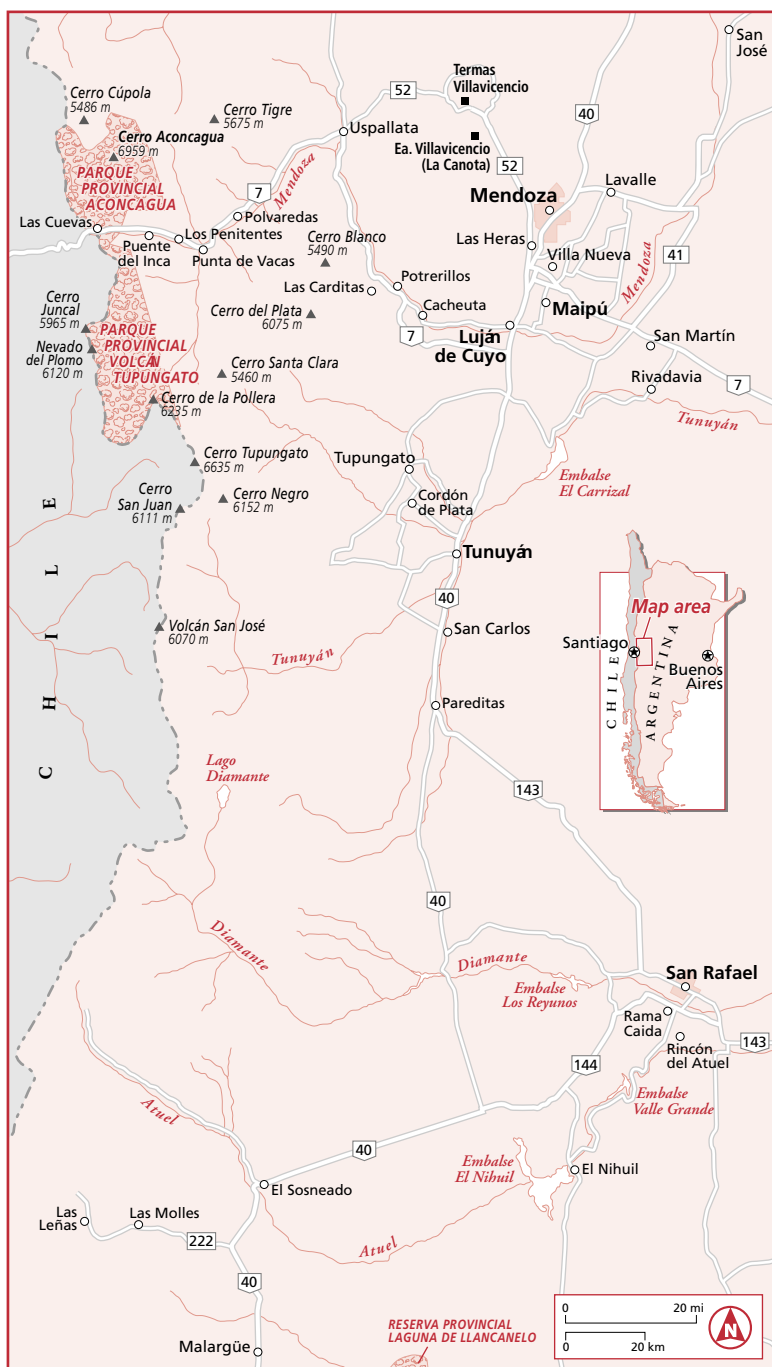 San
José
Termas
Villavicencio
Cerro Cúpola
5486 m
52
Cerro Tigre
5675 m
40
Uspallata
Cerro Aconcagua
6959 m
Ea. Villavicencio
(La Canota)
52
PARQUE
PROVINCIAL
ACONCAGUA
7
Mendoza
Mendoza
Lavalle
Polvaredas
Las Cuevas
Los Penitentes
Puente
del Inca
Punta de Vacas
Cerro Blanco
5490 m
Las Heras
Villa Nueva
41
Mendoza
Potrerillos
Las Carditas
Cerro
Juncal
5965 m
Cerro del Plata
6075 m
Cacheuta
Maipú
PARQUE
PROVINCIAL
VOLCÁN
TUPUNGATO
7
Luján
de Cuyo
San Martín
Nevado
del Plomo
6120 m
Cerro Santa Clara
5460 m
Rivadavia
7
Cerro de la Pollera
6235 m
Tunuyán
Cerro Tupungato
6635 m
Tupungato
Embalse
El Carrizal
Cerro
San Juan
6111 m
Cerro Negro
6152 m
Cordón
de Plata
CHILE
Tunuyán
40
Map area
Volcán San José
6070 m
San Carlos
Santiago
Buenos
Aires
CHILE
ARGENTINA
Tunuyán
Pareditas
Lago
Diamante
143
40
Diamante
Diamante
San Rafael
Embalse
Los Reyunos
Rama
Caida
Rincón
del Atuel
143
144
Embalse
Valle Grande
Atuel
40
Embalse
El Nihuil
El Nihuil
El Sosneado
Las
Leñas
Las Molles
222
Atuel
40
0 20 mi
0 20 km
N
RESERVA PROVINCIAL
LAGUNA DE LLANCANELO
Malargüe